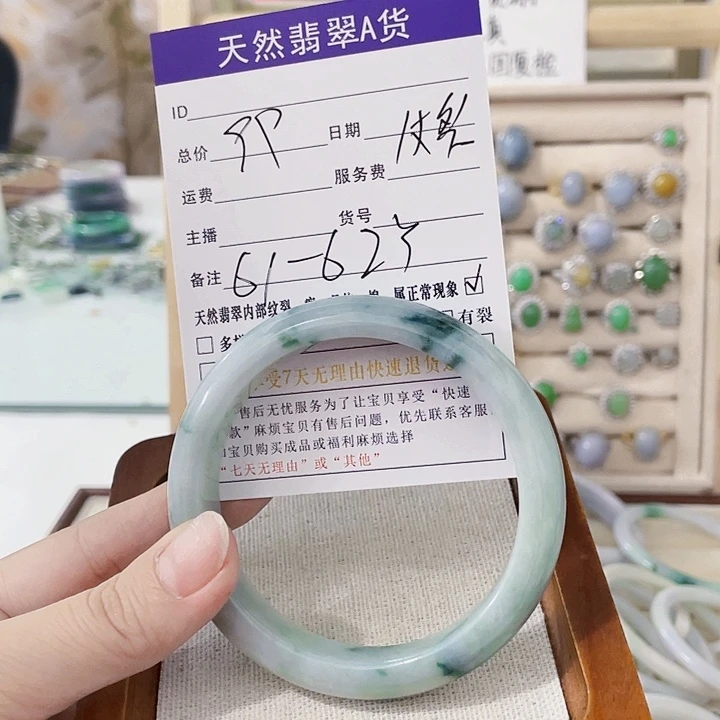 天然翡翠A货
ID
总价 日期
运费 服务费
主播 货号
备注 61-623
天然翡翠内部纹裂 属正常现象 ☑
□ 多 有裂
受7天无理由快速退货
售后无忧服务为了让宝贝享受“快速
款”麻烦宝贝有售后问题，优先联系客服
宝贝购买成品或福利麻烦选择
“七天无理由”或“其他”